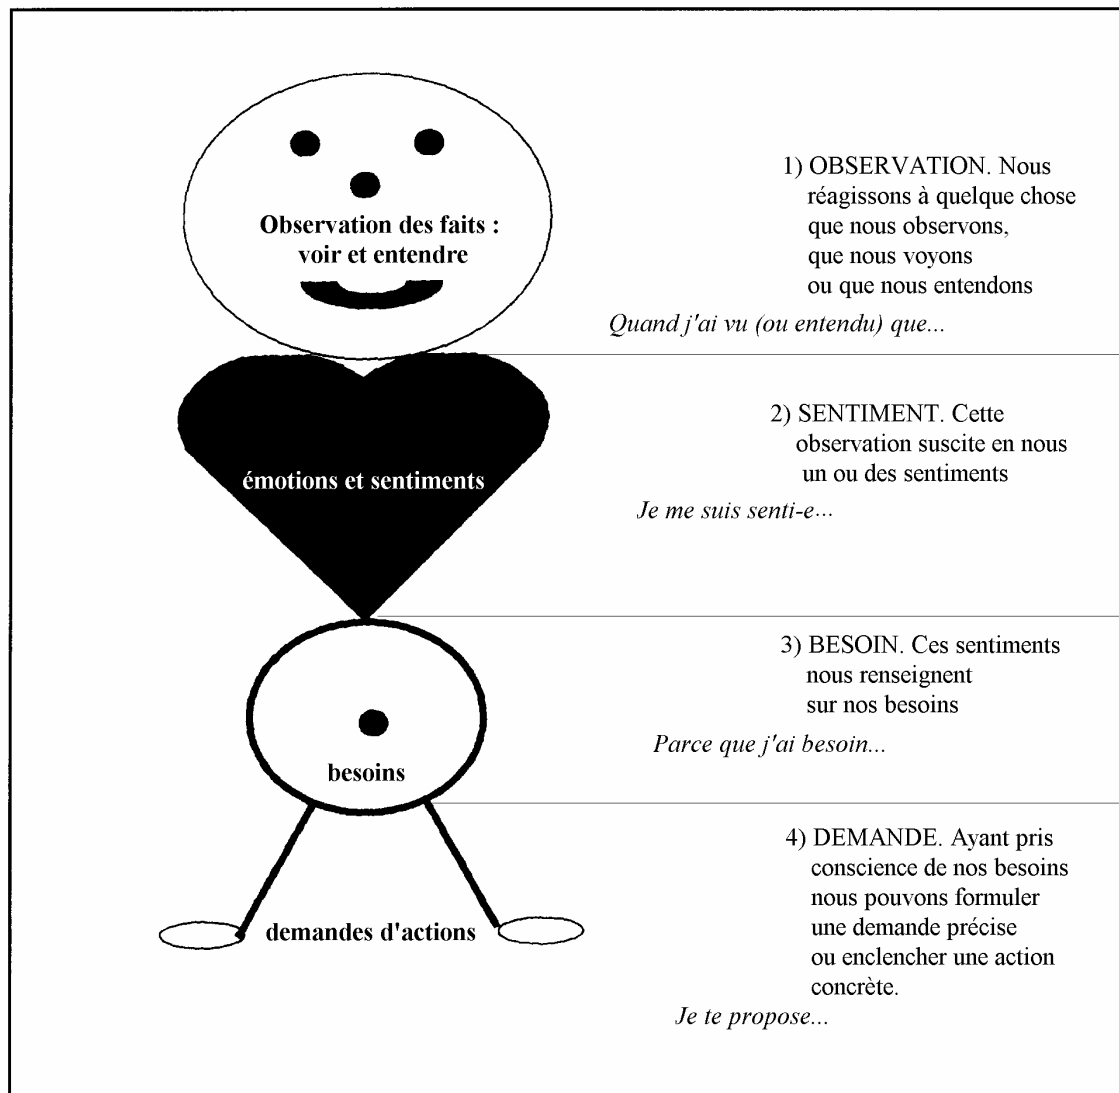 Observation des faits :
voir et entendre
1) OBSERVATION. Nous
réagissons à quelque chose
que nous observons,
que nous voyons
ou que nous entendons
Quand j'ai vu (ou entendu) que...
émotions et sentiments
2) SENTIMENT. Cette
observation suscite en nous
un ou des sentiments
Je me suis senti-e...
besoins
3) BESOIN. Ces sentiments
nous renseignent
sur nos besoins
Parce que j'ai besoin...
demandes d'actions
4) DEMANDE. Ayant pris
conscience de nos besoins
nous pouvons formuler
une demande précise
ou enclencher une action
concrète.
Je te propose...